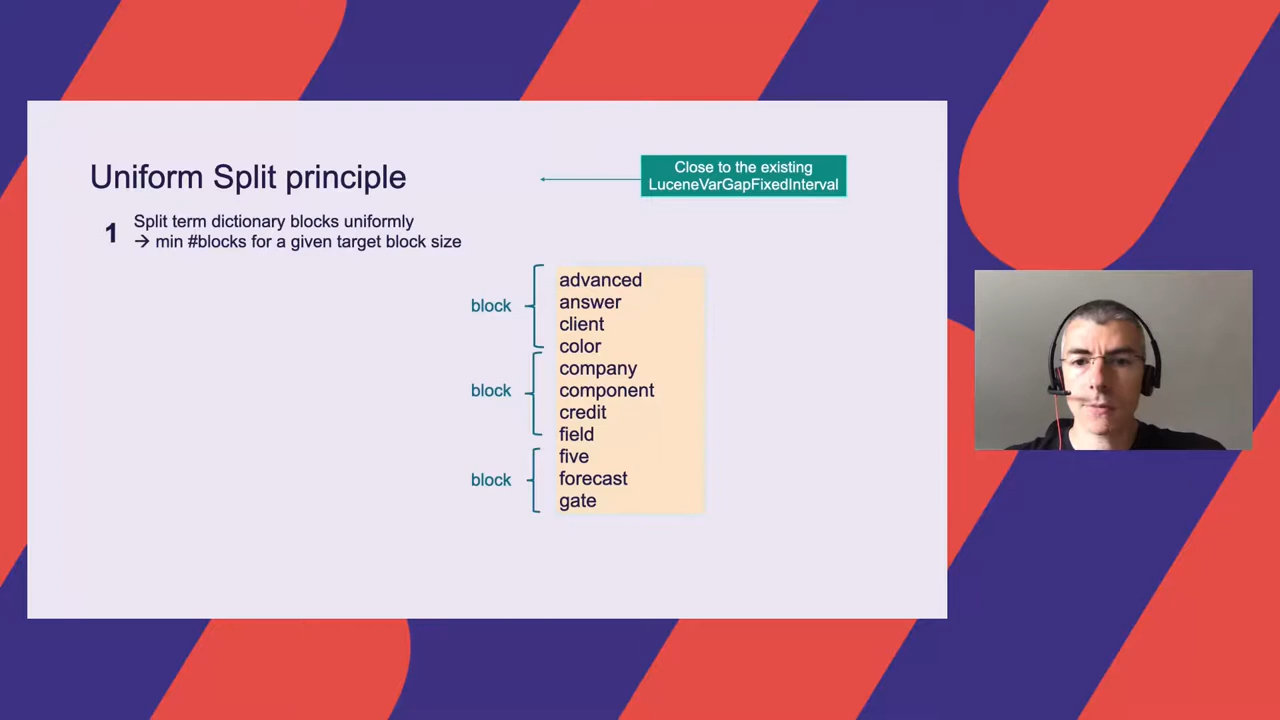 Uniform Split principle
Close to the existing
LuceneVarGapFixedInterval
1
Split term dictionary blocks uniformly
→ min #blocks for a given target block size
block
advanced
answer
client
color
block
company
component
credit
field
block
five
forecast
gate